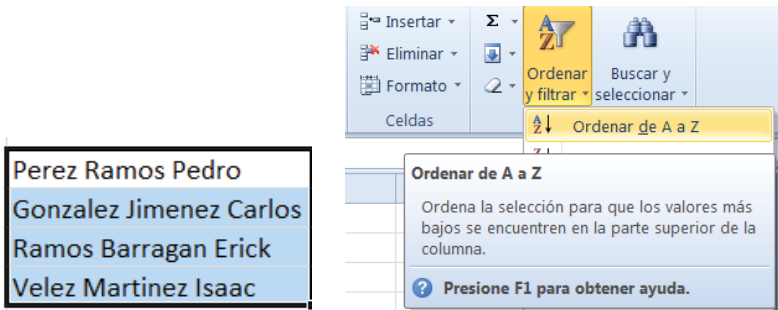 Perez Ramos Pedro
Gonzalez Jimenez Carlos
Ramos Barragan Erick
Velez Martinez Isaac
Insertar
Σ
Eliminar
Formato
Celdas
A
Z
Ordenar
y filtrar
Buscar y
seleccionar
A
Z
Ordenar de A a Z
Ordenar de A a Z
Ordena la selección para que los valores más
bajos se encuentren en la parte superior de la
columna.
Presione F1 para obtener ayuda.